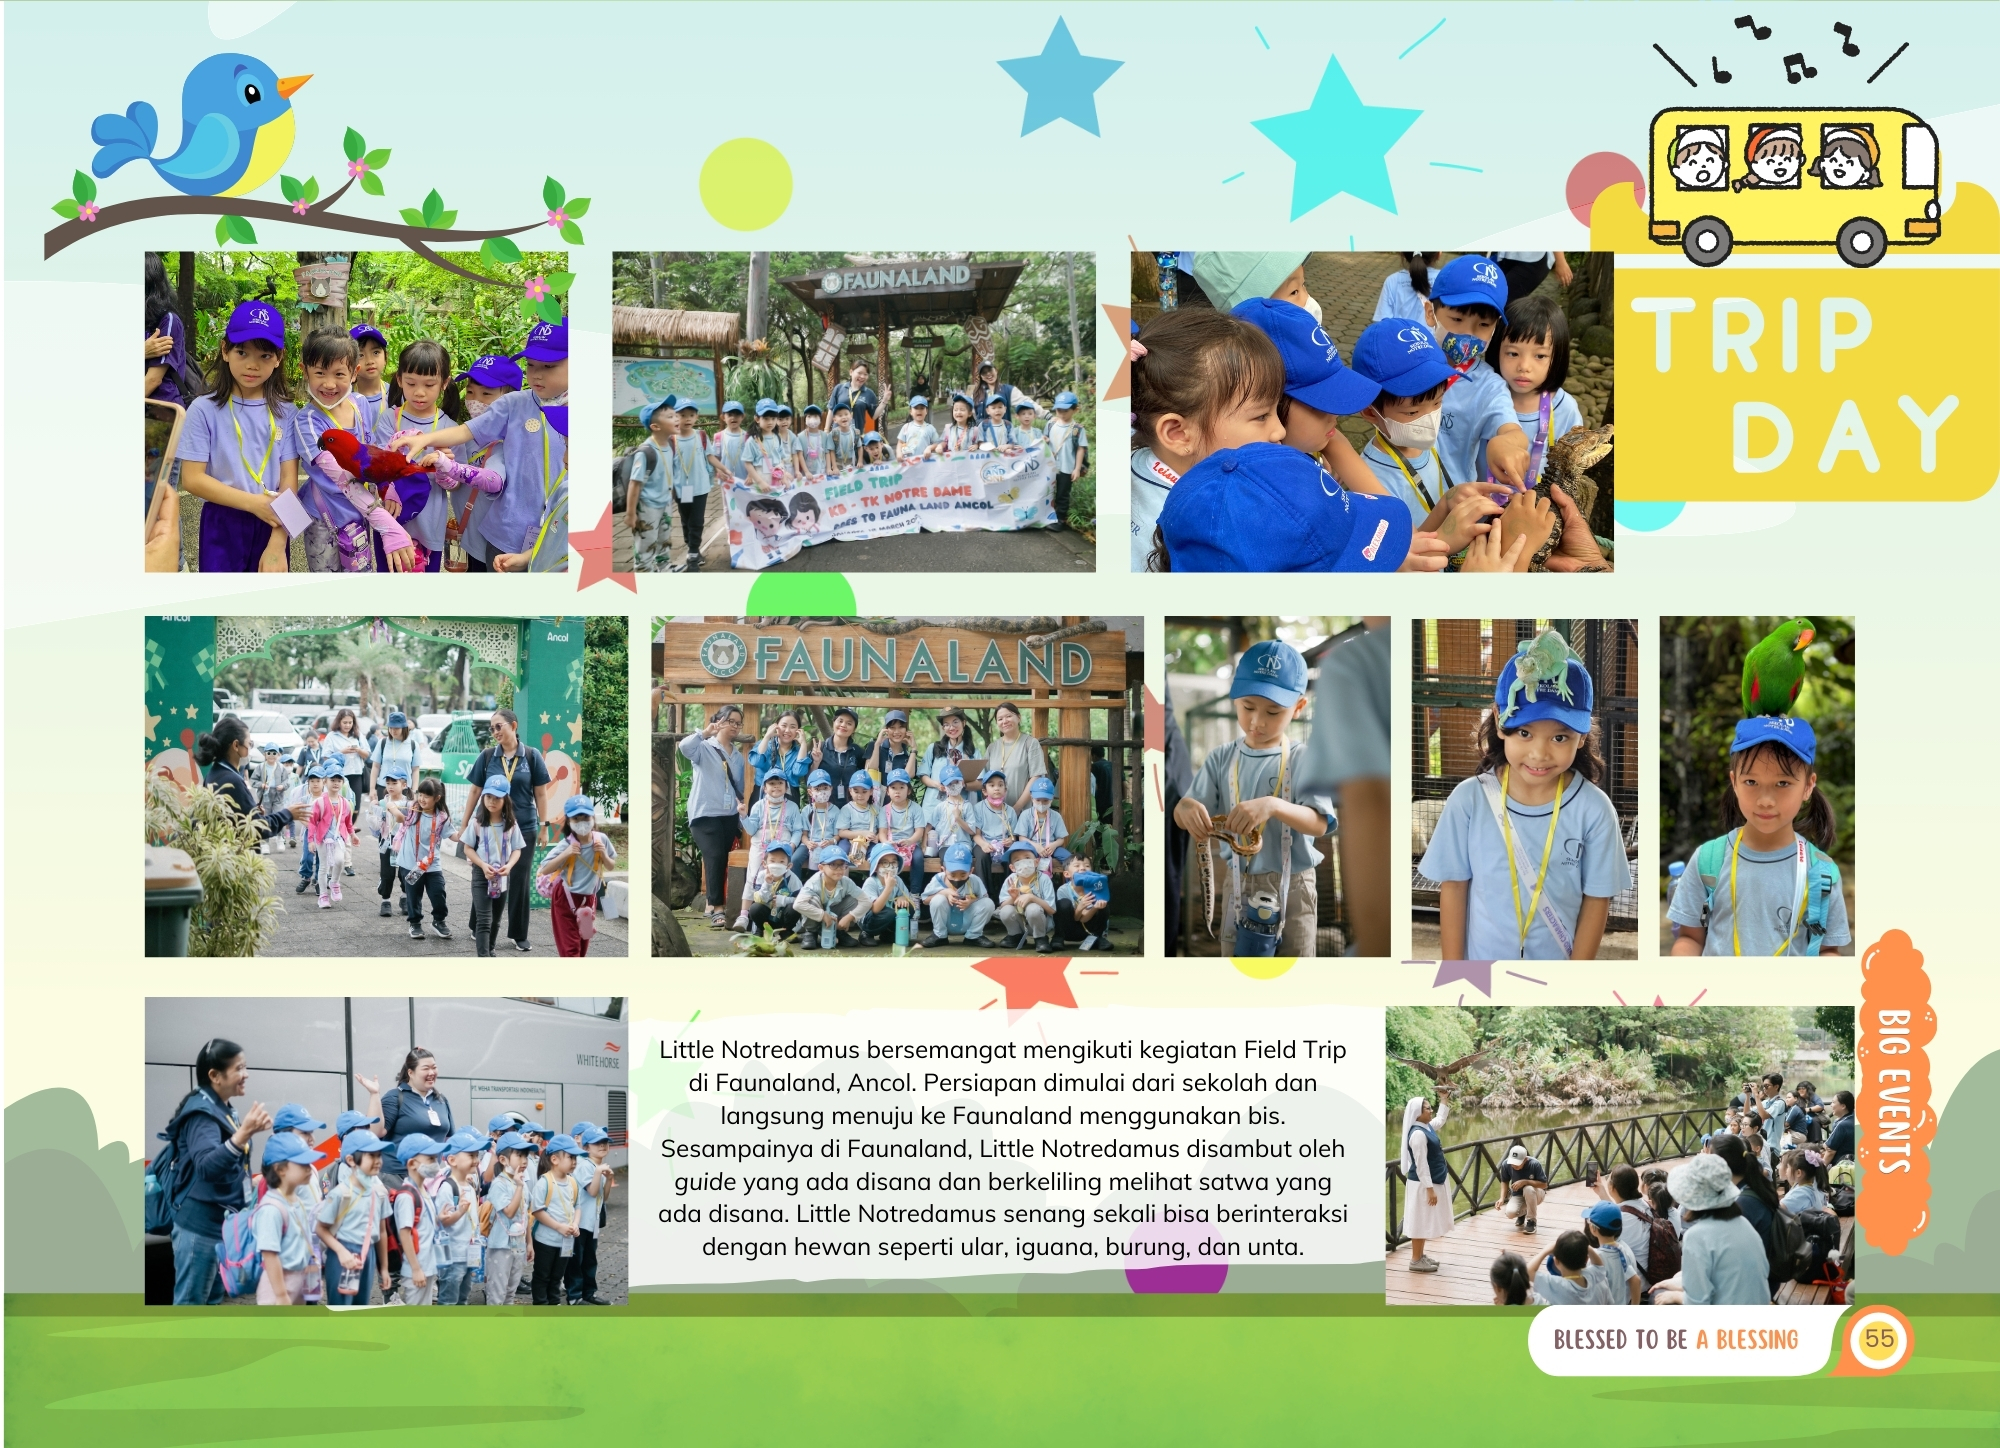 TRIP
DAY
FAUNALAND
FIELD TRIP
KB - TK NOTRE DAME
GOES TO FAUNA LAND ANCOL
Ancol
Ancol
FAUNALAND
FAUNALAND
ANCOL
WHITEHORSE
Little Notredamus bersemangat mengikuti kegiatan Field Trip
di Faunaland, Ancol. Persiapan dimulai dari sekolah dan
langsung menuju ke Faunaland menggunakan bis.
Sesampainya di Faunaland, Little Notredamus disambut oleh
guide yang ada disana dan berkeliling melihat satwa yang
ada disana. Little Notredamus senang sekali bisa berinteraksi
dengan hewan seperti ular, iguana, burung, dan unta.
BIG EVENTS
BLESSED TO BE A BLESSING
55